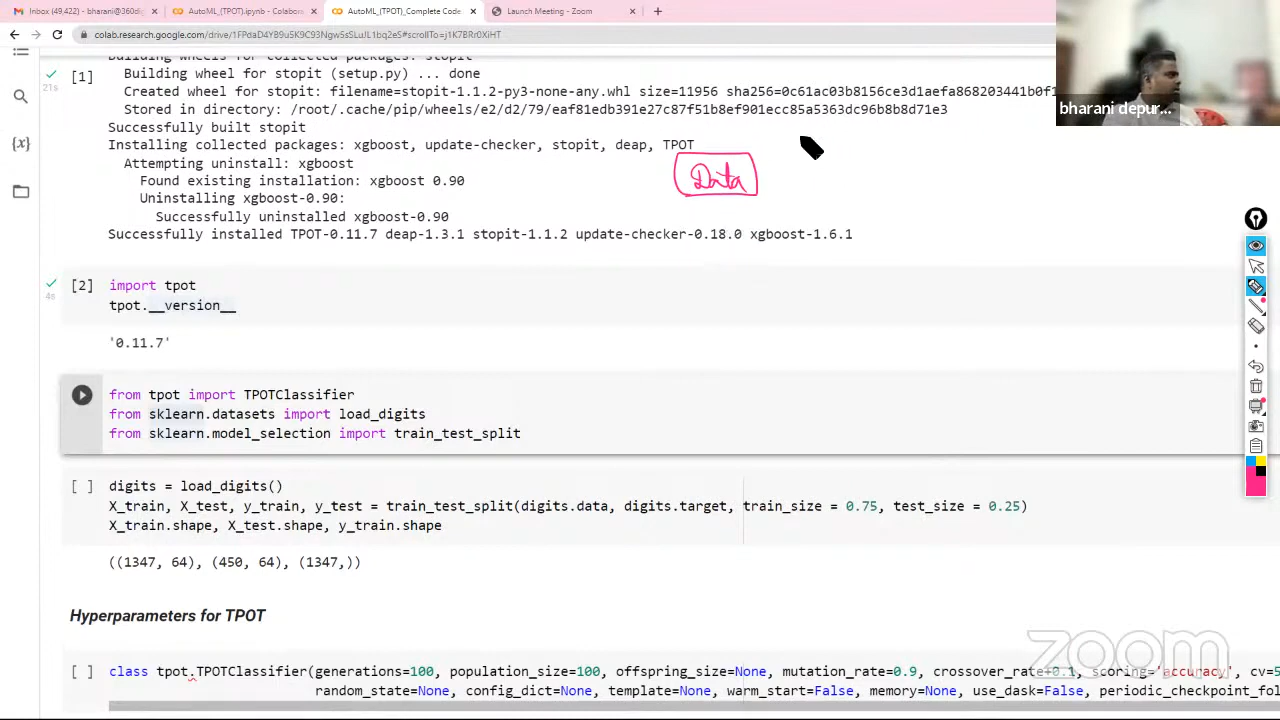 Inbox (49,422) - bharani@360dig
AutoML_(TPOT).ipynb - Colabora
AutoML_(TPOT)_Complete Code.
Launch Meeting - Zoom
colab.research.google.com/drive/1FPdaD4YB9u5K9C93NgwSsSLuJL1bq2eS#scrollTo=j1K7BRr0XiHT
Building wheels for collected packages: stopit
[1]
21s
Building wheel for stopit (setup.py) ... done
Created wheel for stopit: filename=stopit-1.1.2-py3-none-any.whl size=11956 sha256=0c61ac03b8156ce3d1aefa868203441b0f1
Stored in directory: /root/.cache/pip/wheels/e2/d2/79/eaf81edb391e27c87f51b8ef901ecc85a5363dc96b8b8d71e3
bharani depur...
Successfully built stopit
Installing collected packages: xgboost, update-checker, stopit, deap, TPOT
Attempting uninstall: xgboost
Data
Found existing installation: xgboost 0.90
Uninstalling xgboost-0.90:
Successfully uninstalled xgboost-0.90
Successfully installed TPOT-0.11.7 deap-1.3.1 stopit-1.1.2 update-checker-0.18.0 xgboost-1.6.1
[2]
4s
import tpot
tpot.__version__
'0.11.7'
from tpot import TPOTClassifier
from sklearn.datasets import load_digits
from sklearn.model_selection import train_test_split
[ ]
digits = load_digits()
X_train, X_test, y_train, y_test = train_test_split(digits.data, digits.target, train_size = 0.75, test_size = 0.25)
X_train.shape, X_test.shape, y_train.shape
((1347, 64), (450, 64), (1347,))
Hyperparameters for TPOT
[ ]
class tpot.TPOTClassifier(generations=100, population_size=100, offspring_size=None, mutation_rate=0.9, crossover_rate=0.1, scoring='accuracy', cv=5
random_state=None, config_dict=None, template=None, warm_start=False, memory=None, use_dask=False, periodic_checkpoint_fol
zoom